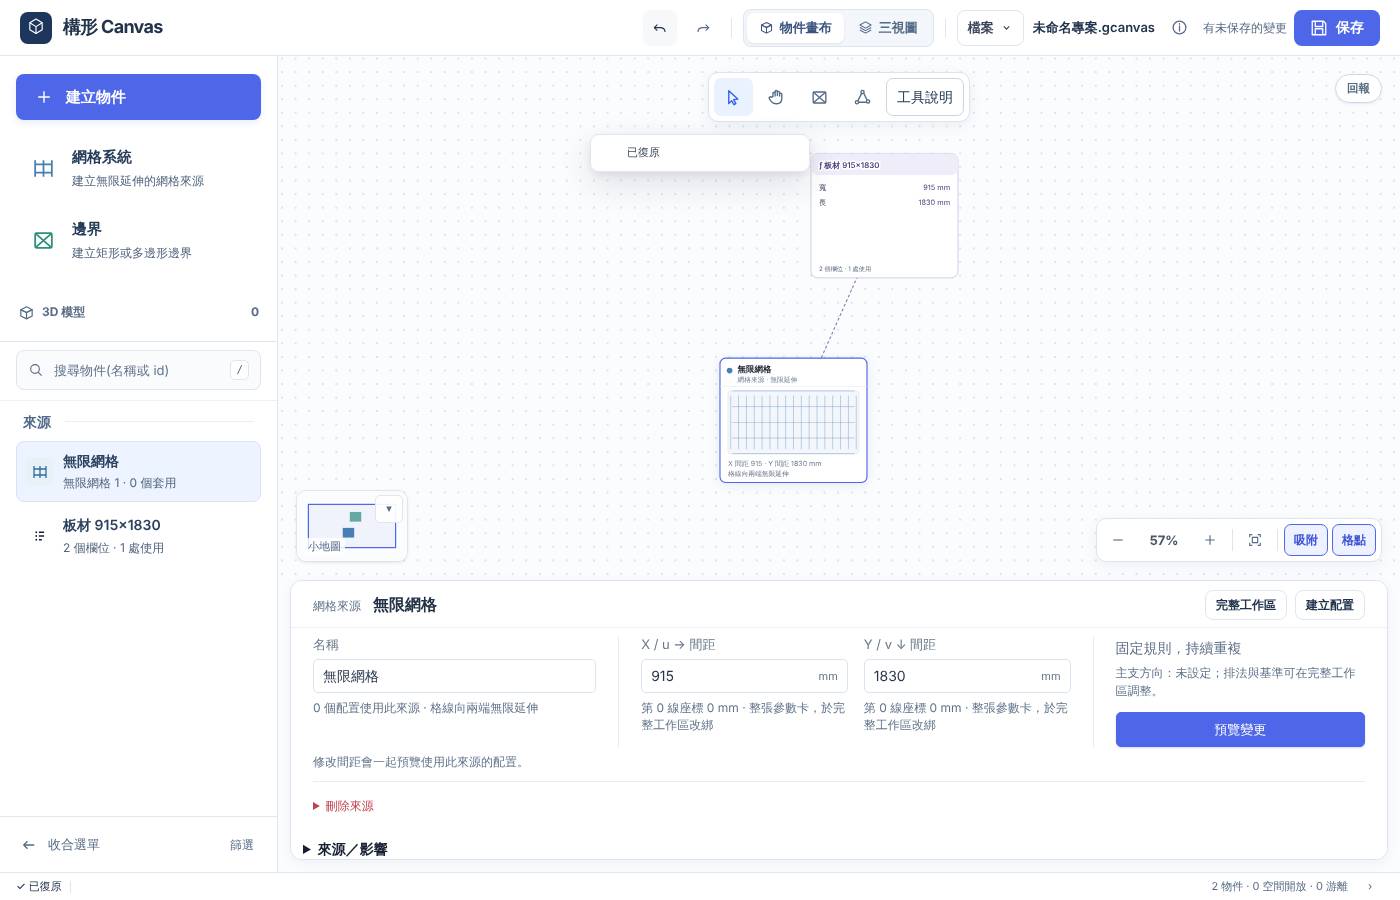 構形 Canvas
物件畫布
三視圖
檔案
未命名專案.gcanvas
有未保存的變更
保存
建立物件
網格系統
建立無限延伸的網格來源
邊界
建立矩形或多邊形邊界
3D 模型
0
搜尋物件(名稱或 id)
/
來源
無限網格
無限網格 1 · 0 個套用
板材 915×1830
2 個欄位 · 1 處使用
收合選單
篩選
工具說明
回報
已復原
ƒ 板材 915×1830
寬 915 mm
長 1830 mm
2 個欄位 · 1 處使用
無限網格
網格來源 · 無限延伸
X 間距 915 · Y 間距 1830 mm
格線向兩端無限延伸
小地圖
57%
吸附
格點
網格來源 無限網格
完整工作區
建立配置
名稱
無限網格
0 個配置使用此來源 · 格線向兩端無限延伸
X / u → 間距
915 mm
第 0 線座標 0 mm · 整張參數卡，於完
整工作區改綁
Y / v ↓ 間距
1830 mm
第 0 線座標 0 mm · 整張參數卡，於完
整工作區改綁
固定規則，持續重複
主支方向：未設定；排法與基準可在完整工作
區調整。
預覽變更
修改間距會一起預覽使用此來源的配置。
刪除來源
來源／影響
已復原
2 物件 · 0 空間開放 · 0 游離